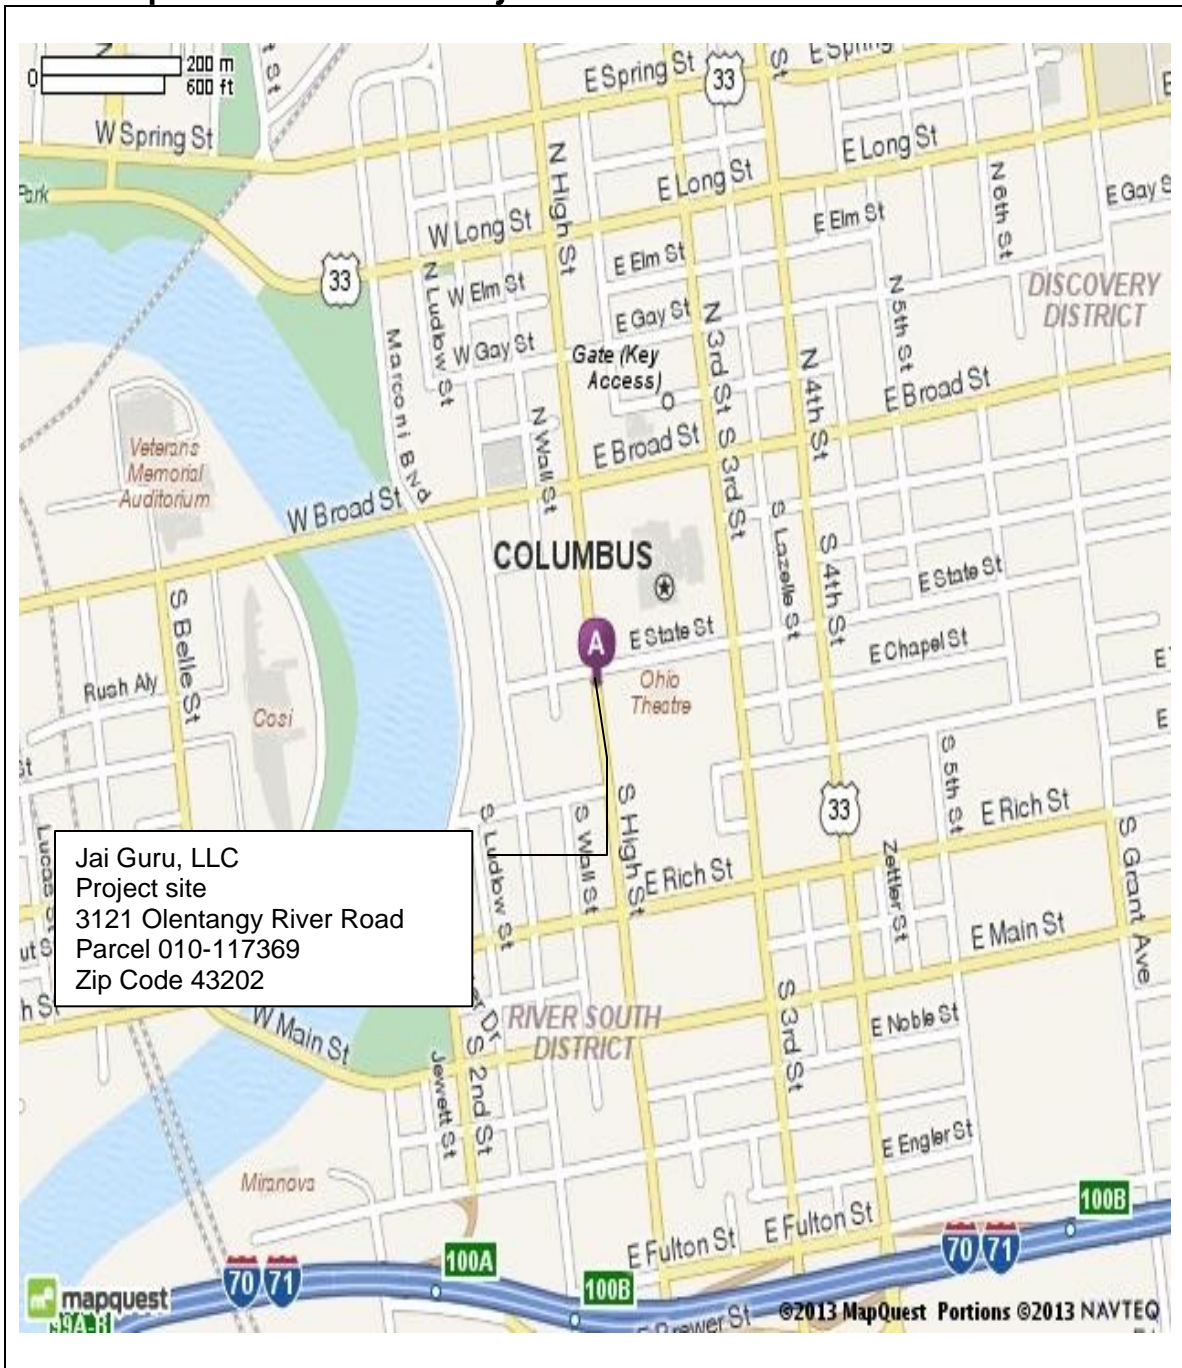 200 m
0
600 ft
W Spring St
E Spring St
33
E Spring
St
E Long St
E Long St
N High St
W Long St
Park
33
N Ludlow St
W Elm St
E Elm St
E Elm St
N 6th St
E Gay S
E Gay St
W Gay St
Marconi Blvd
Gate (Key
Access)
N 3rd St
N 4th St
N 5th St
DISCOVERY
DISTRICT
E Broad St
E Broad St
N Wall St
Veterans
Memorial
Auditorium
W Broad St
S 3rd St
S Lazelle St
S 4th St
COLUMBUS
E State St
E State St
E Chapel St
A
Ohio
Theatre
S Belle St
Rush Aly
Cosi
S 5th St
33
E Rich St
E Rich St
S Ludlow St
S Wall St
S High St
Zettler St
S Grant Ave
E Main St
Jai Guru, LLC
Project site
3121 Olentangy River Road
Parcel 010-117369
Zip Code 43202
RIVER SOUTH
DISTRICT
W Main St
Jewett St
S 2nd St
S 3rd St
E Noble St
E Engler St
Miranova
E Fulton St
E Fulton St
100B
70 71
70 71
100A
100B
mapquest
99A-B
E Brewer St
©2013 MapQuest Portions ©2013 NAVTEQ